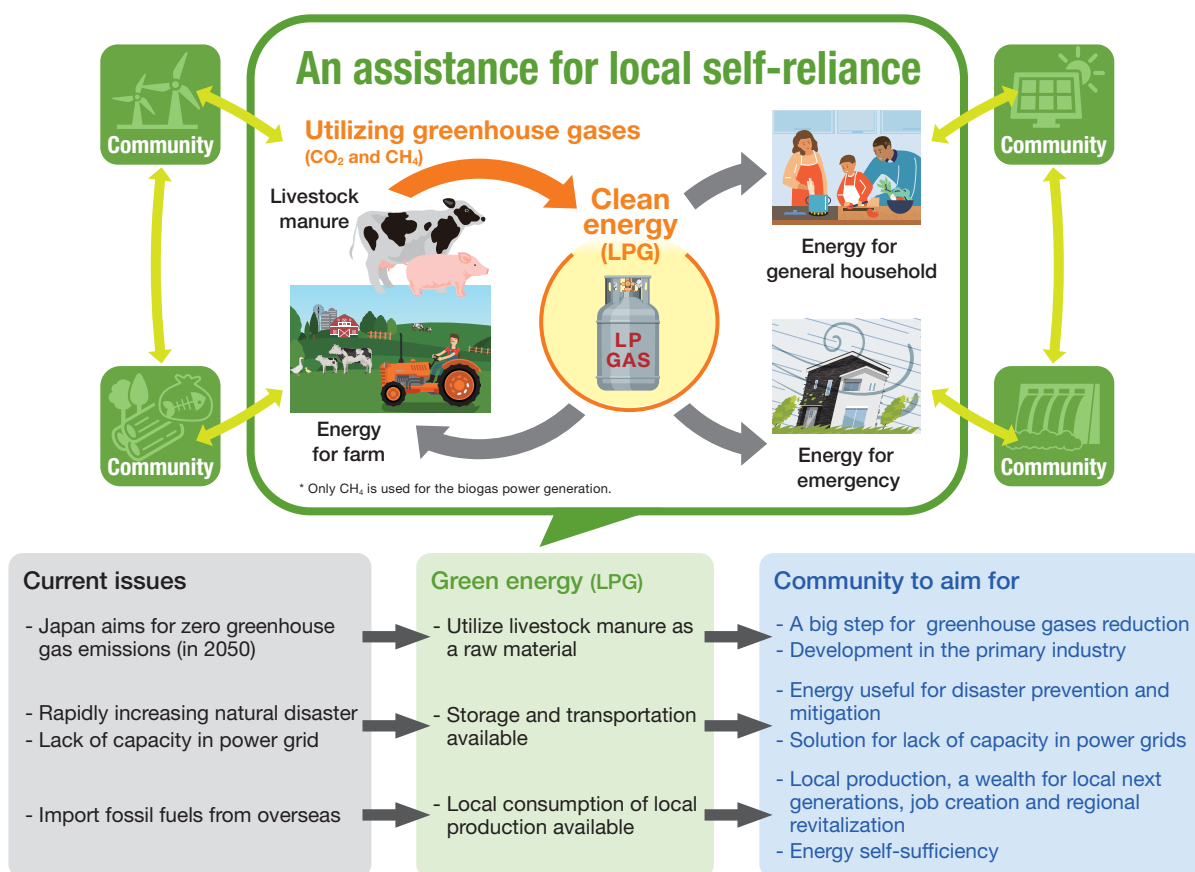 An assistance for local self-reliance
Community
Community
Utilizing greenhouse gases
(CO₂ and CH₄)
Livestock
manure
Clean
energy
(LPG)
LP
GAS
Energy for
general household
Energy
for farm
Energy for
emergency
* Only CH₄ is used for the biogas power generation.
Community
Community
Current issues
- Japan aims for zero greenhouse
gas emissions (in 2050)
- Rapidly increasing natural disaster
- Lack of capacity in power grid
- Import fossil fuels from overseas
Green energy (LPG)
- Utilize livestock manure as
a raw material
- Storage and transportation
available
- Local consumption of local
production available
Community to aim for
- A big step for  greenhouse gases reduction
- Development in the primary industry
- Energy useful for disaster prevention and
mitigation
- Solution for lack of capacity in power grids
- Local production, a wealth for local next
generations, job creation and regional
revitalization
- Energy self-sufficiency